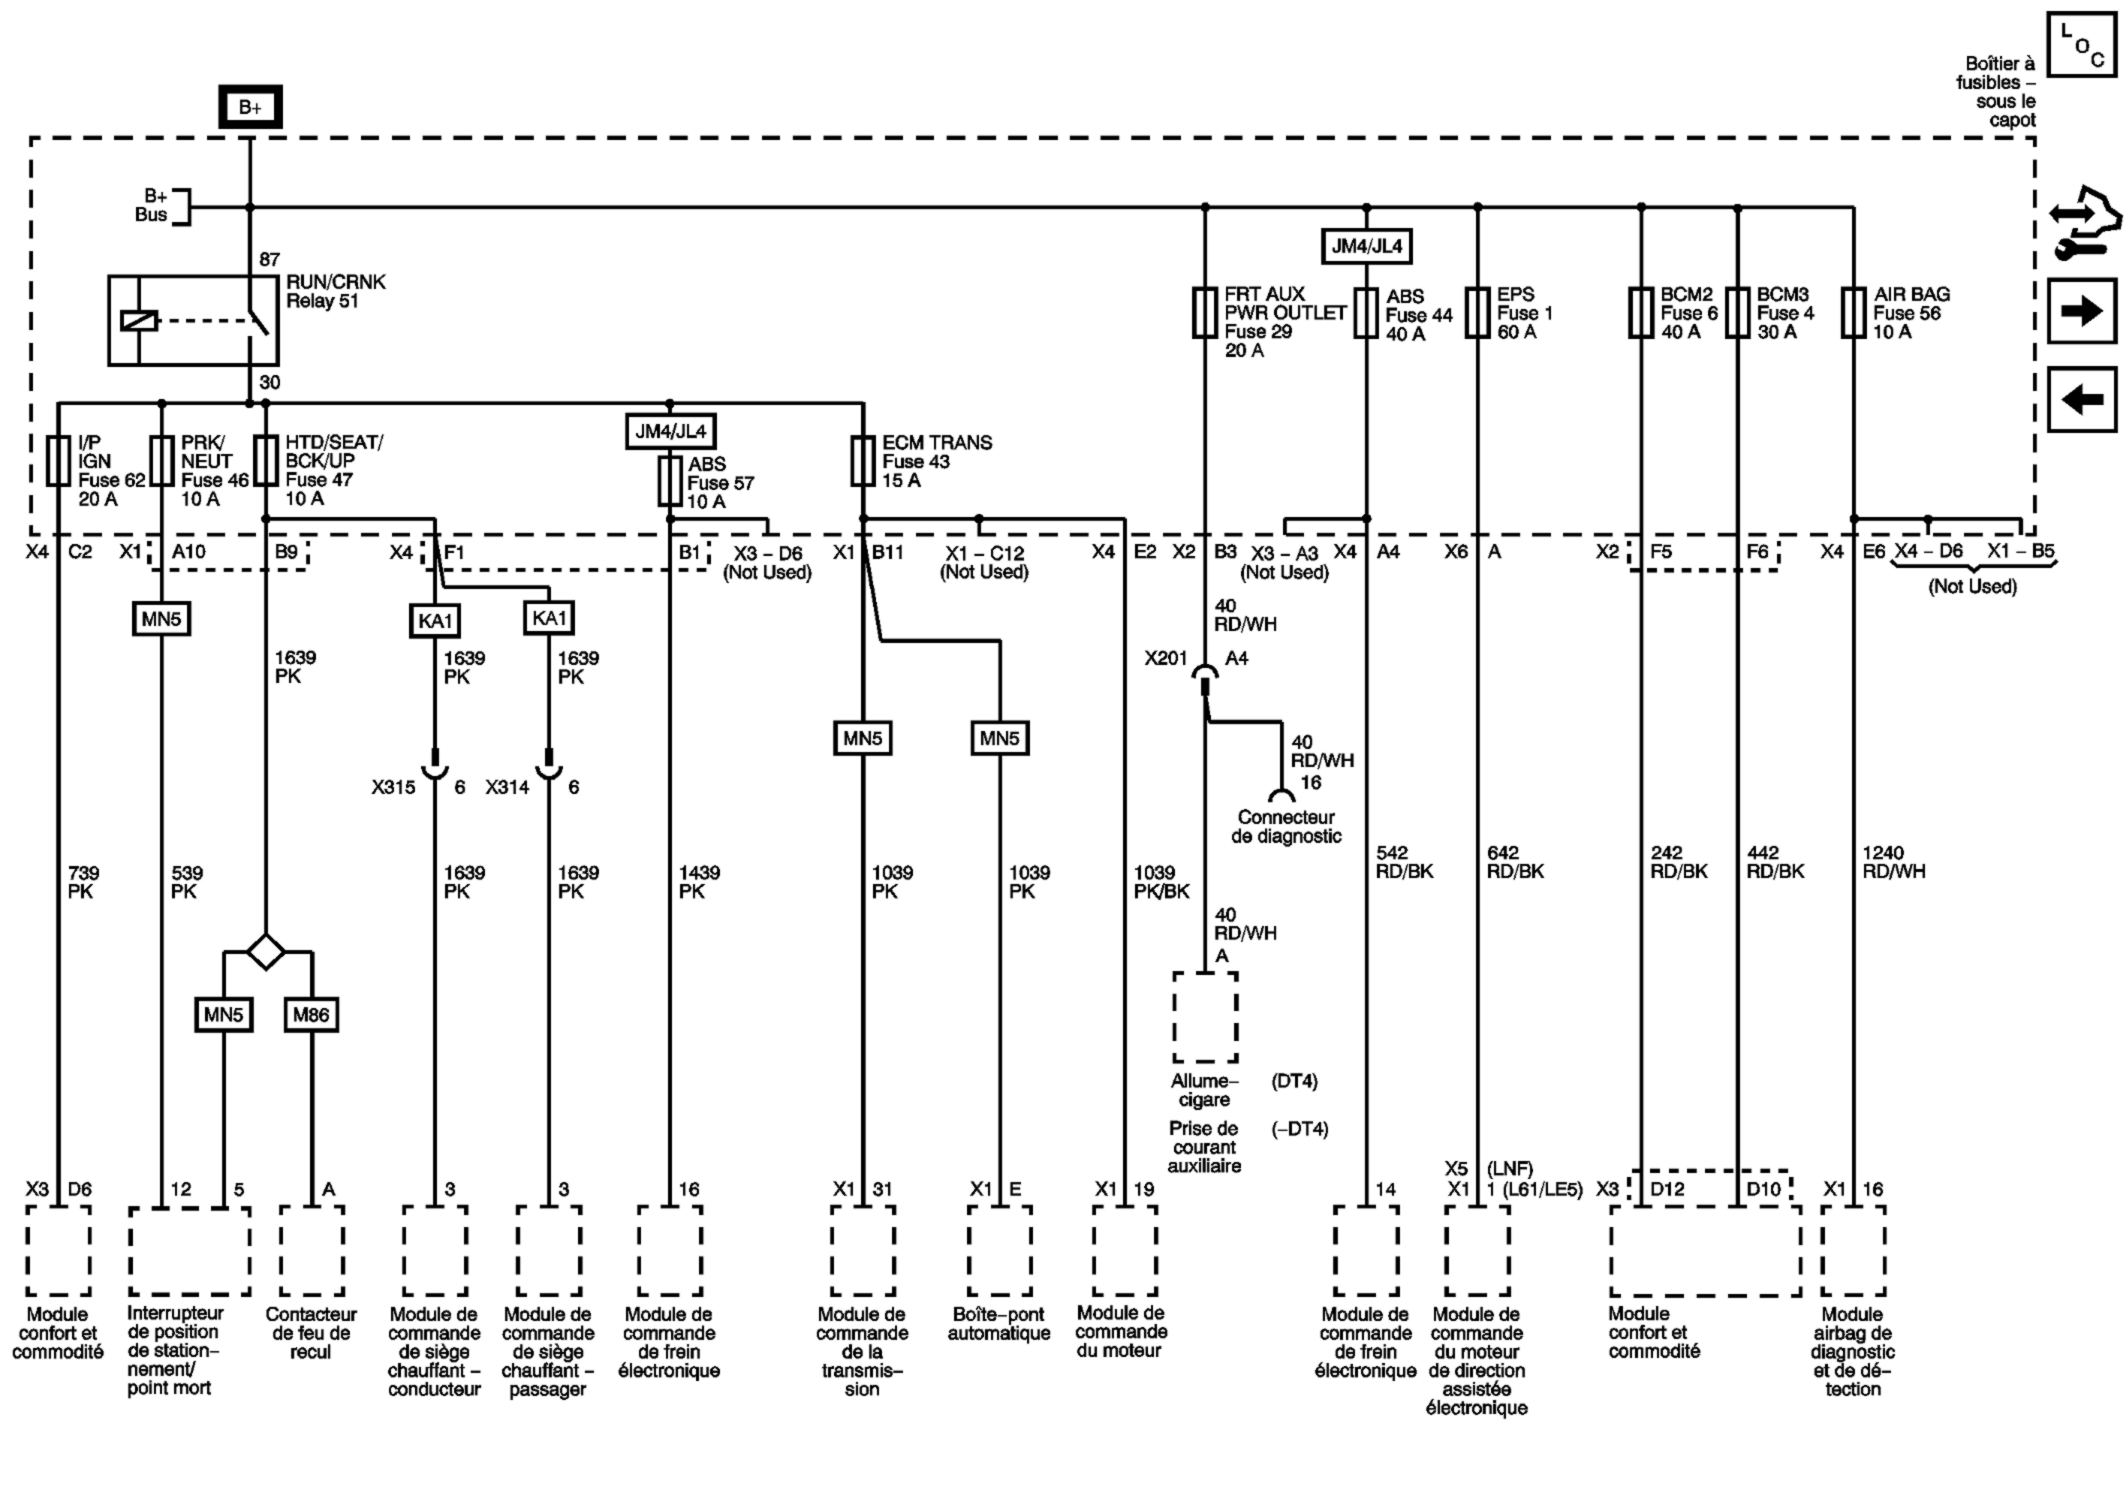 L
O
C
Boîtier à
fusibles –
sous le
capot
B+
B+
Bus
87
RUN/CRNK
Relay 51
30
JM4/JL4
FRT AUX
PWR OUTLET
Fuse 29
20 A
ABS
Fuse 44
40 A
EPS
Fuse 1
60 A
BCM2
Fuse 6
40 A
BCM3
Fuse 4
30 A
AIR BAG
Fuse 56
10 A
I/P
IGN
Fuse 62
20 A
PRK/
NEUT
Fuse 46
10 A
HTD/SEAT/
BCK/UP
Fuse 47
10 A
JM4/JL4
ABS
Fuse 57
10 A
ECM TRANS
Fuse 43
15 A
X4 C2 X1 A10 B9 X4 F1 B1 X3 – D6 X1 B11 X1 – C12 X4 E2 X2 B3 X3 – A3 X4 A4 X6 A X2 F5 F6 X4 E6 X4 – D6 X1 – B5
(Not Used)
(Not Used)
(Not Used)
(Not Used)
MN5
KA1
KA1
40
RD/WH
1639
PK
1639
PK
1639
PK
X201 A4
MN5
MN5
40
RD/WH
16
X315 6
X314 6
Connecteur
de diagnostic
739
PK
539
PK
1639
PK
1639
PK
1439
PK
1039
PK
1039
PK
1039
PK/BK
542
RD/BK
642
RD/BK
242
RD/BK
442
RD/BK
1240
RD/WH
40
RD/WH
A
MN5
M86
Allume–
cigare
(DT4)
Prise de
courant
auxiliaire
(–DT4)
X5 (LNF)
X3 D6 12 5 A 3 3 16 X1 31 X1 E X1 19 14 X1 1 (L61/LE5) X3 D12 D10 X1 16
Module
confort et
commodité
Interrupteur
de position
de station–
nement/
point mort
Contacteur
de feu de
recul
Module de
commande
de siège
chauffant –
conducteur
Module de
commande
de siège
chauffant –
passager
Module de
commande
de frein
électronique
Module de
commande
de la
transmis–
sion
Boîte–pont
automatique
Module de
commande
du moteur
Module de
commande
de frein
électronique
Module de
commande
du moteur
de direction
assistée
électronique
Module
confort et
commodité
Module
airbag de
diagnostic
et de dé–
tection